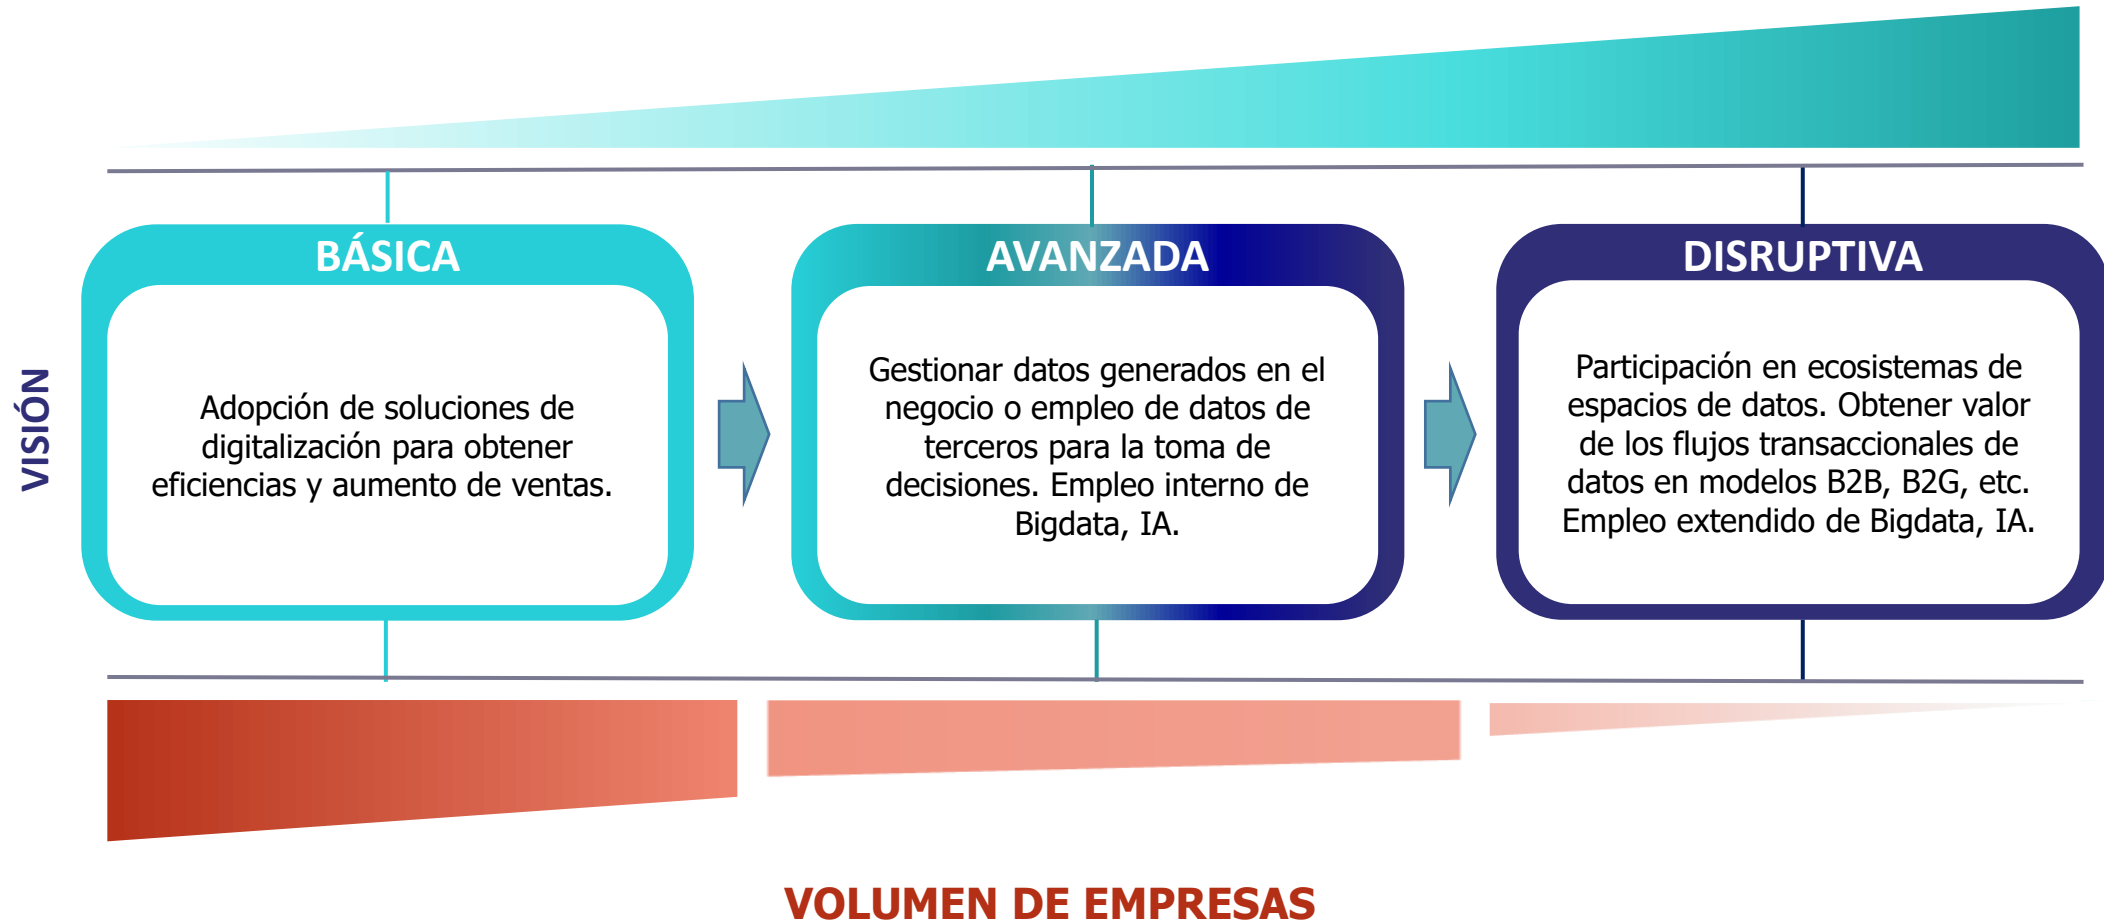 VISIÓN
BÁSICA
Adopción de soluciones de
digitalización para obtener
eficiencias y aumento de ventas.
AVANZADA
Gestionar datos generados en el
negocio o empleo de datos de
terceros para la toma de
decisiones. Empleo interno de
Bigdata, IA.
DISRUPTIVA
Participación en ecosistemas de
espacios de datos. Obtener valor
de los flujos transaccionales de
datos en modelos B2B, B2G, etc.
Empleo extendido de Bigdata, IA.
VOLUMEN DE EMPRESAS